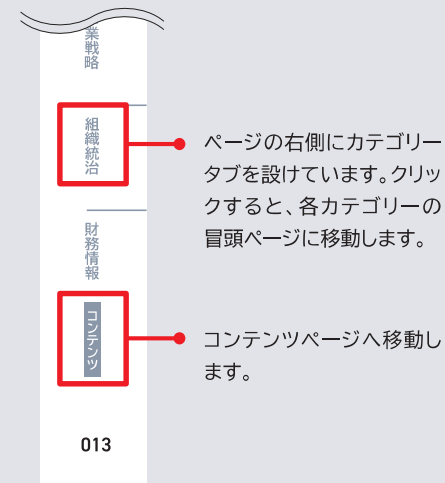 業戦略
組織統治
ページの右側にカテゴリー
タブを設けています。クリッ
クすると、各カテゴリーの
冒頭ページに移動します。
財務情報
コンテンツ
コンテンツページへ移動し
ます。
013